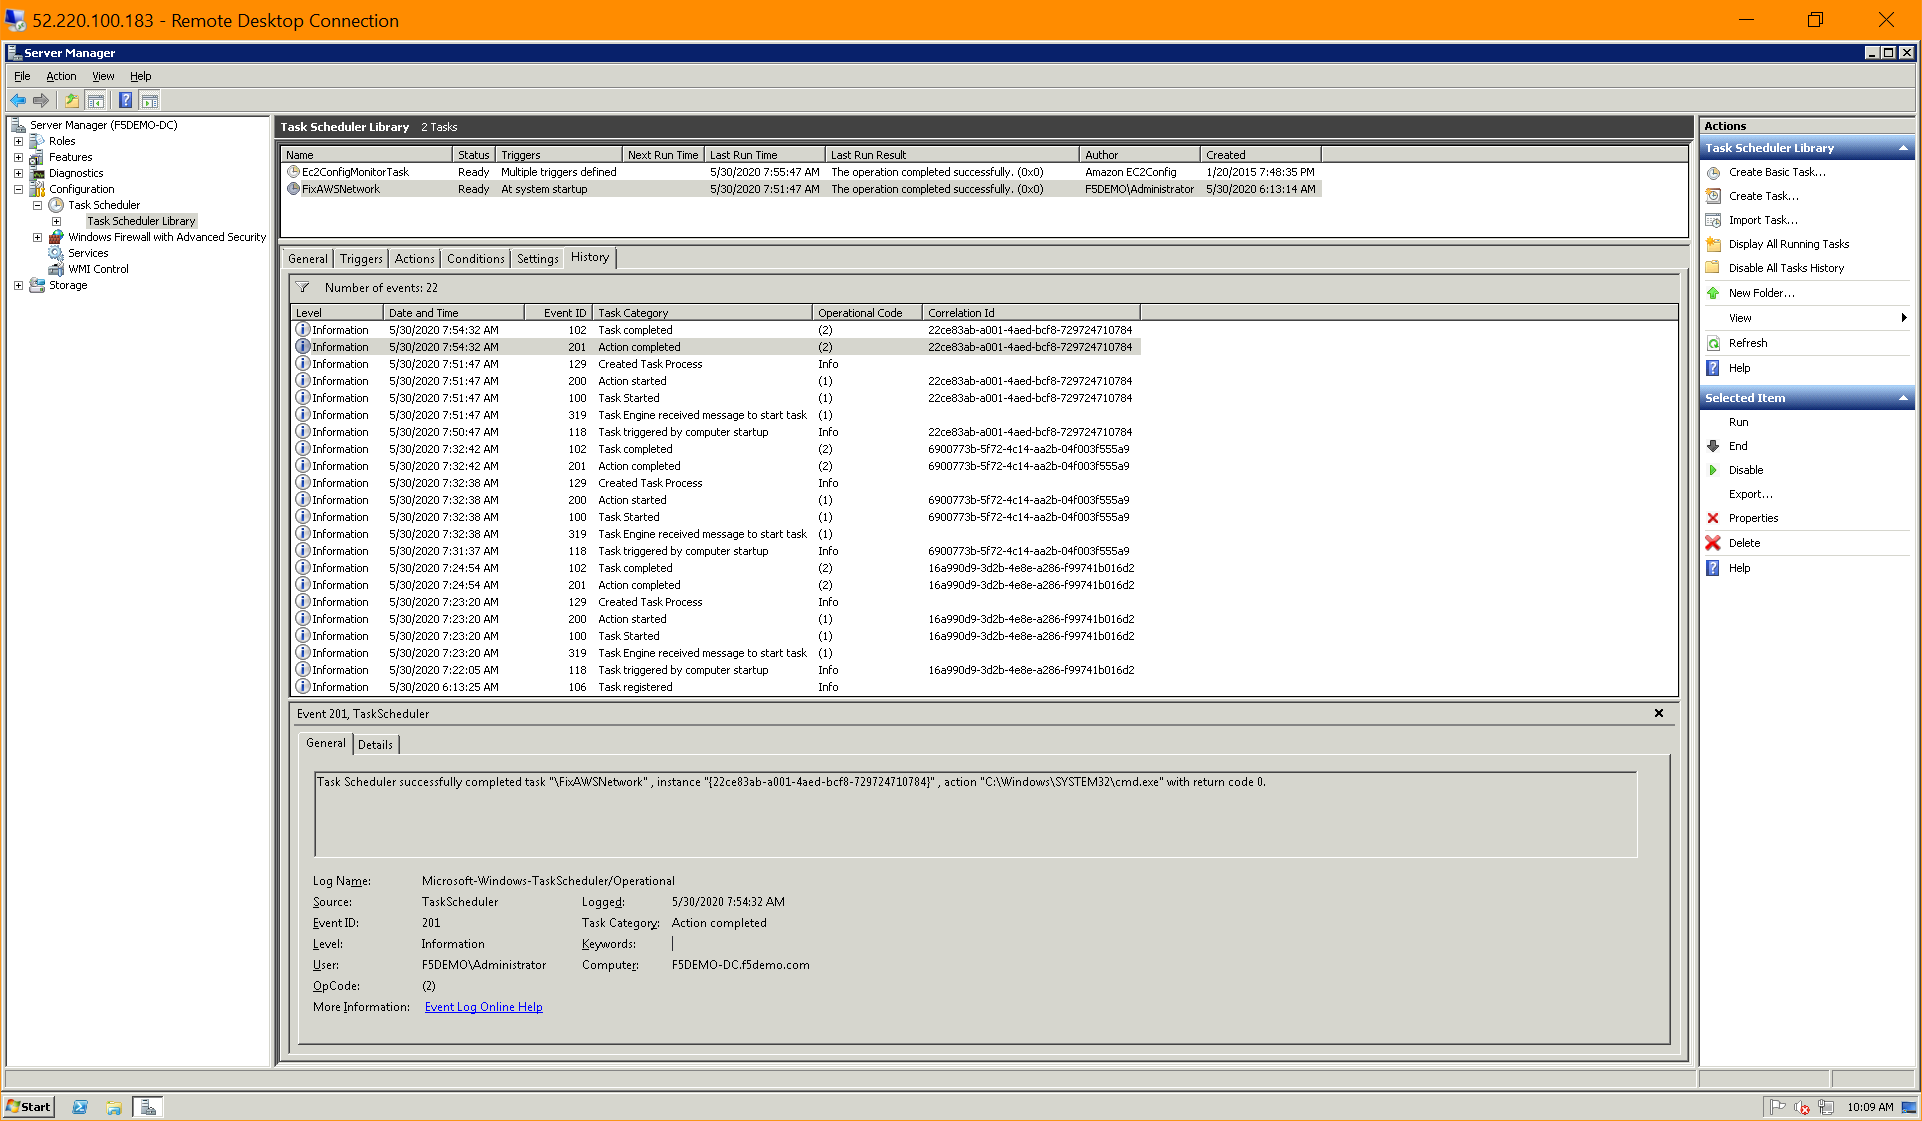 52.220.100.183 - Remote Desktop Connection
Server Manager
File Action View Help
Server Manager (F5DEMO-DC)
Roles
Features
Diagnostics
Configuration
Task Scheduler
Task Scheduler Library
Windows Firewall with Advanced Security
Services
WMI Control
Storage
Task Scheduler Library 2 Tasks
Name Status Triggers Next Run Time Last Run Time Last Run Result Author Created
Ec2ConfigMonitorTask Ready Multiple triggers defined 5/30/2020 7:55:47 AM The operation completed successfully. (0x0) Amazon EC2Config 1/20/2015 7:48:35 PM
FixAWSNetwork Ready At system startup 5/30/2020 7:51:47 AM The operation completed successfully. (0x0) F5DEMO\Administrator 5/30/2020 6:13:14 AM
General Triggers Actions Conditions Settings History
Number of events: 22
Level Date and Time Event ID Task Category Operational Code Correlation Id
Information 5/30/2020 7:54:32 AM 102 Task completed (2) 22ce83ab-a001-4aed-bcf8-729724710784
Information 5/30/2020 7:54:32 AM 201 Action completed (2) 22ce83ab-a001-4aed-bcf8-729724710784
Information 5/30/2020 7:51:47 AM 129 Created Task Process Info
Information 5/30/2020 7:51:47 AM 200 Action started (1) 22ce83ab-a001-4aed-bcf8-729724710784
Information 5/30/2020 7:51:47 AM 100 Task Started (1) 22ce83ab-a001-4aed-bcf8-729724710784
Information 5/30/2020 7:51:47 AM 319 Task Engine received message to start task (1)
Information 5/30/2020 7:50:47 AM 118 Task triggered by computer startup Info 22ce83ab-a001-4aed-bcf8-729724710784
Information 5/30/2020 7:32:42 AM 102 Task completed (2) 6900773b-5f72-4c14-aa2b-04f003f555a9
Information 5/30/2020 7:32:42 AM 201 Action completed (2) 6900773b-5f72-4c14-aa2b-04f003f555a9
Information 5/30/2020 7:32:38 AM 129 Created Task Process Info
Information 5/30/2020 7:32:38 AM 200 Action started (1) 6900773b-5f72-4c14-aa2b-04f003f555a9
Information 5/30/2020 7:32:38 AM 100 Task Started (1) 6900773b-5f72-4c14-aa2b-04f003f555a9
Information 5/30/2020 7:32:38 AM 319 Task Engine received message to start task (1)
Information 5/30/2020 7:31:37 AM 118 Task triggered by computer startup Info 6900773b-5f72-4c14-aa2b-04f003f555a9
Information 5/30/2020 7:24:54 AM 102 Task completed (2) 16a990d9-3d2b-4e8e-a286-f99741b016d2
Information 5/30/2020 7:24:54 AM 201 Action completed (2) 16a990d9-3d2b-4e8e-a286-f99741b016d2
Information 5/30/2020 7:23:20 AM 129 Created Task Process Info
Information 5/30/2020 7:23:20 AM 200 Action started (1) 16a990d9-3d2b-4e8e-a286-f99741b016d2
Information 5/30/2020 7:23:20 AM 100 Task Started (1) 16a990d9-3d2b-4e8e-a286-f99741b016d2
Information 5/30/2020 7:23:20 AM 319 Task Engine received message to start task (1)
Information 5/30/2020 7:22:05 AM 118 Task triggered by computer startup Info 16a990d9-3d2b-4e8e-a286-f99741b016d2
Information 5/30/2020 6:13:25 AM 106 Task registered Info
Event 201, TaskScheduler
General Details
Task Scheduler successfully completed task "\FixAWSNetwork" , instance "{22ce83ab-a001-4aed-bcf8-729724710784}" , action "C:\Windows\SYSTEM32\cmd.exe" with return code 0.
Log Name: Microsoft-Windows-TaskScheduler/Operational
Source: TaskScheduler Logged: 5/30/2020 7:54:32 AM
Event ID: 201 Task Category: Action completed
Level: Information Keywords:
User: F5DEMO\Administrator Computer: F5DEMO-DC.f5demo.com
OpCode: (2)
More Information: Event Log Online Help
Actions
Task Scheduler Library
Create Basic Task...
Create Task...
Import Task...
Display All Running Tasks
Disable All Tasks History
New Folder...
View
Refresh
Help
Selected Item
Run
End
Disable
Export...
Properties
Delete
Help
Start
10:09 AM